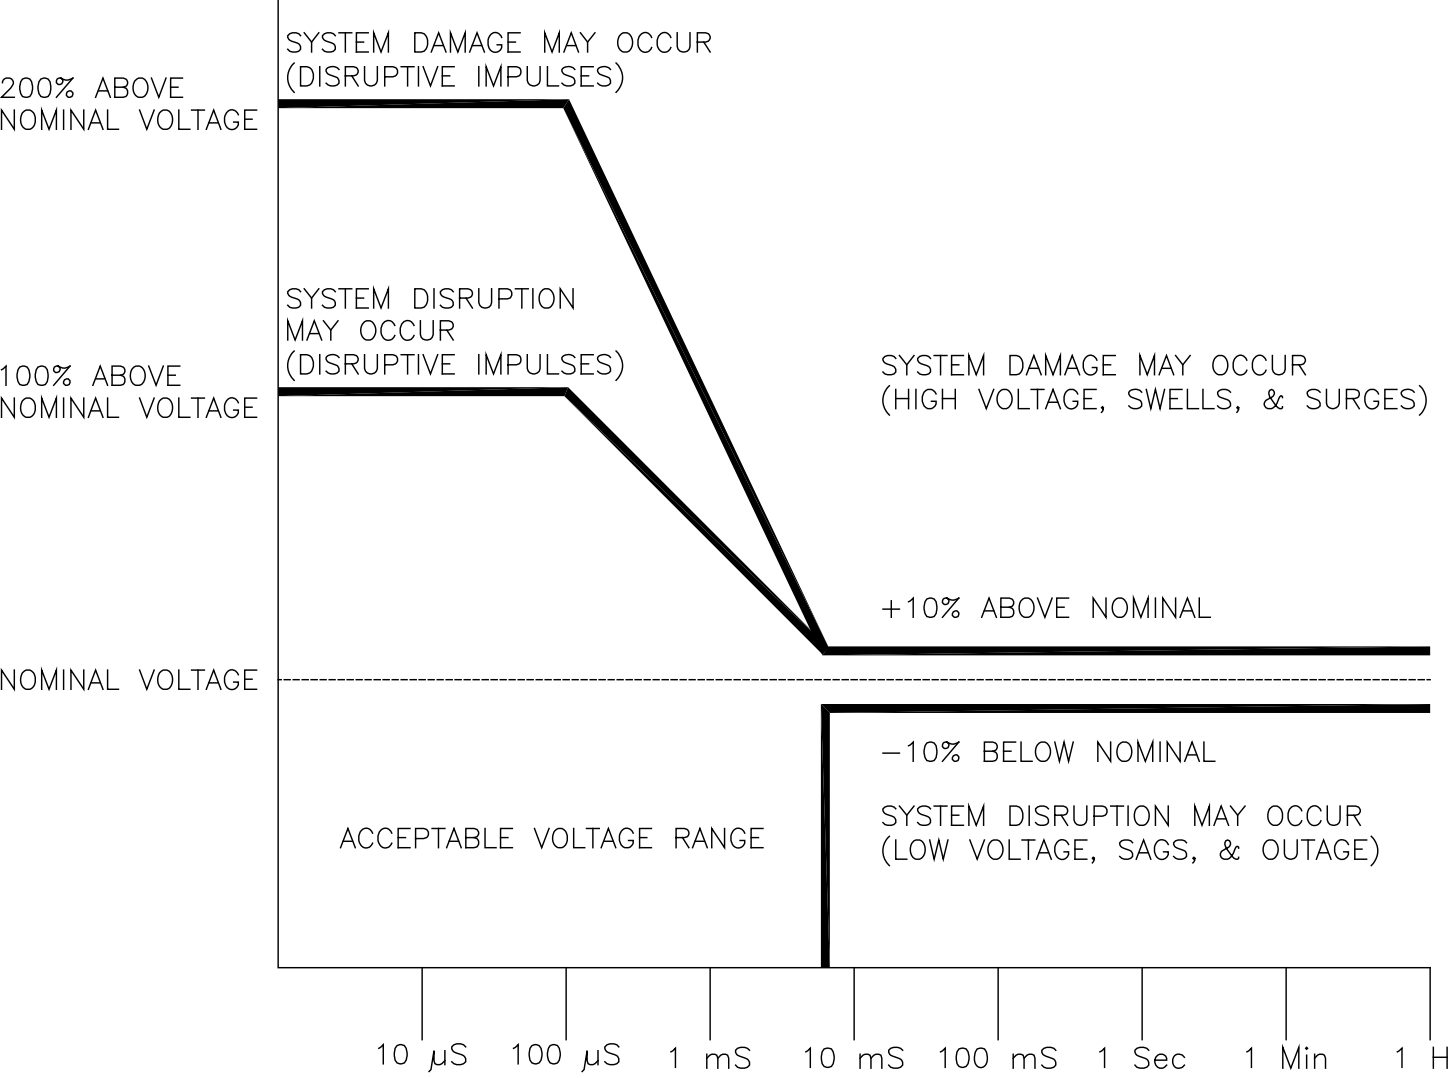 SYSTEM DAMAGE MAY OCCUR
(DISRUPTIVE IMPULSES)
200% ABOVE
NOMINAL VOLTAGE
SYSTEM DISRUPTION
MAY OCCUR
(DISRUPTIVE IMPULSES)
100% ABOVE
NOMINAL VOLTAGE
SYSTEM DAMAGE MAY OCCUR
(HIGH VOLTAGE, SWELLS, & SURGES)
+10% ABOVE NOMINAL
NOMINAL VOLTAGE
-10% BELOW NOMINAL
SYSTEM DISRUPTION MAY OCCUR
(LOW VOLTAGE, SAGS, & OUTAGE)
ACCEPTABLE VOLTAGE RANGE
10 µS 100 µS 1 mS 10 mS 100 mS 1 Sec 1 Min 1 H